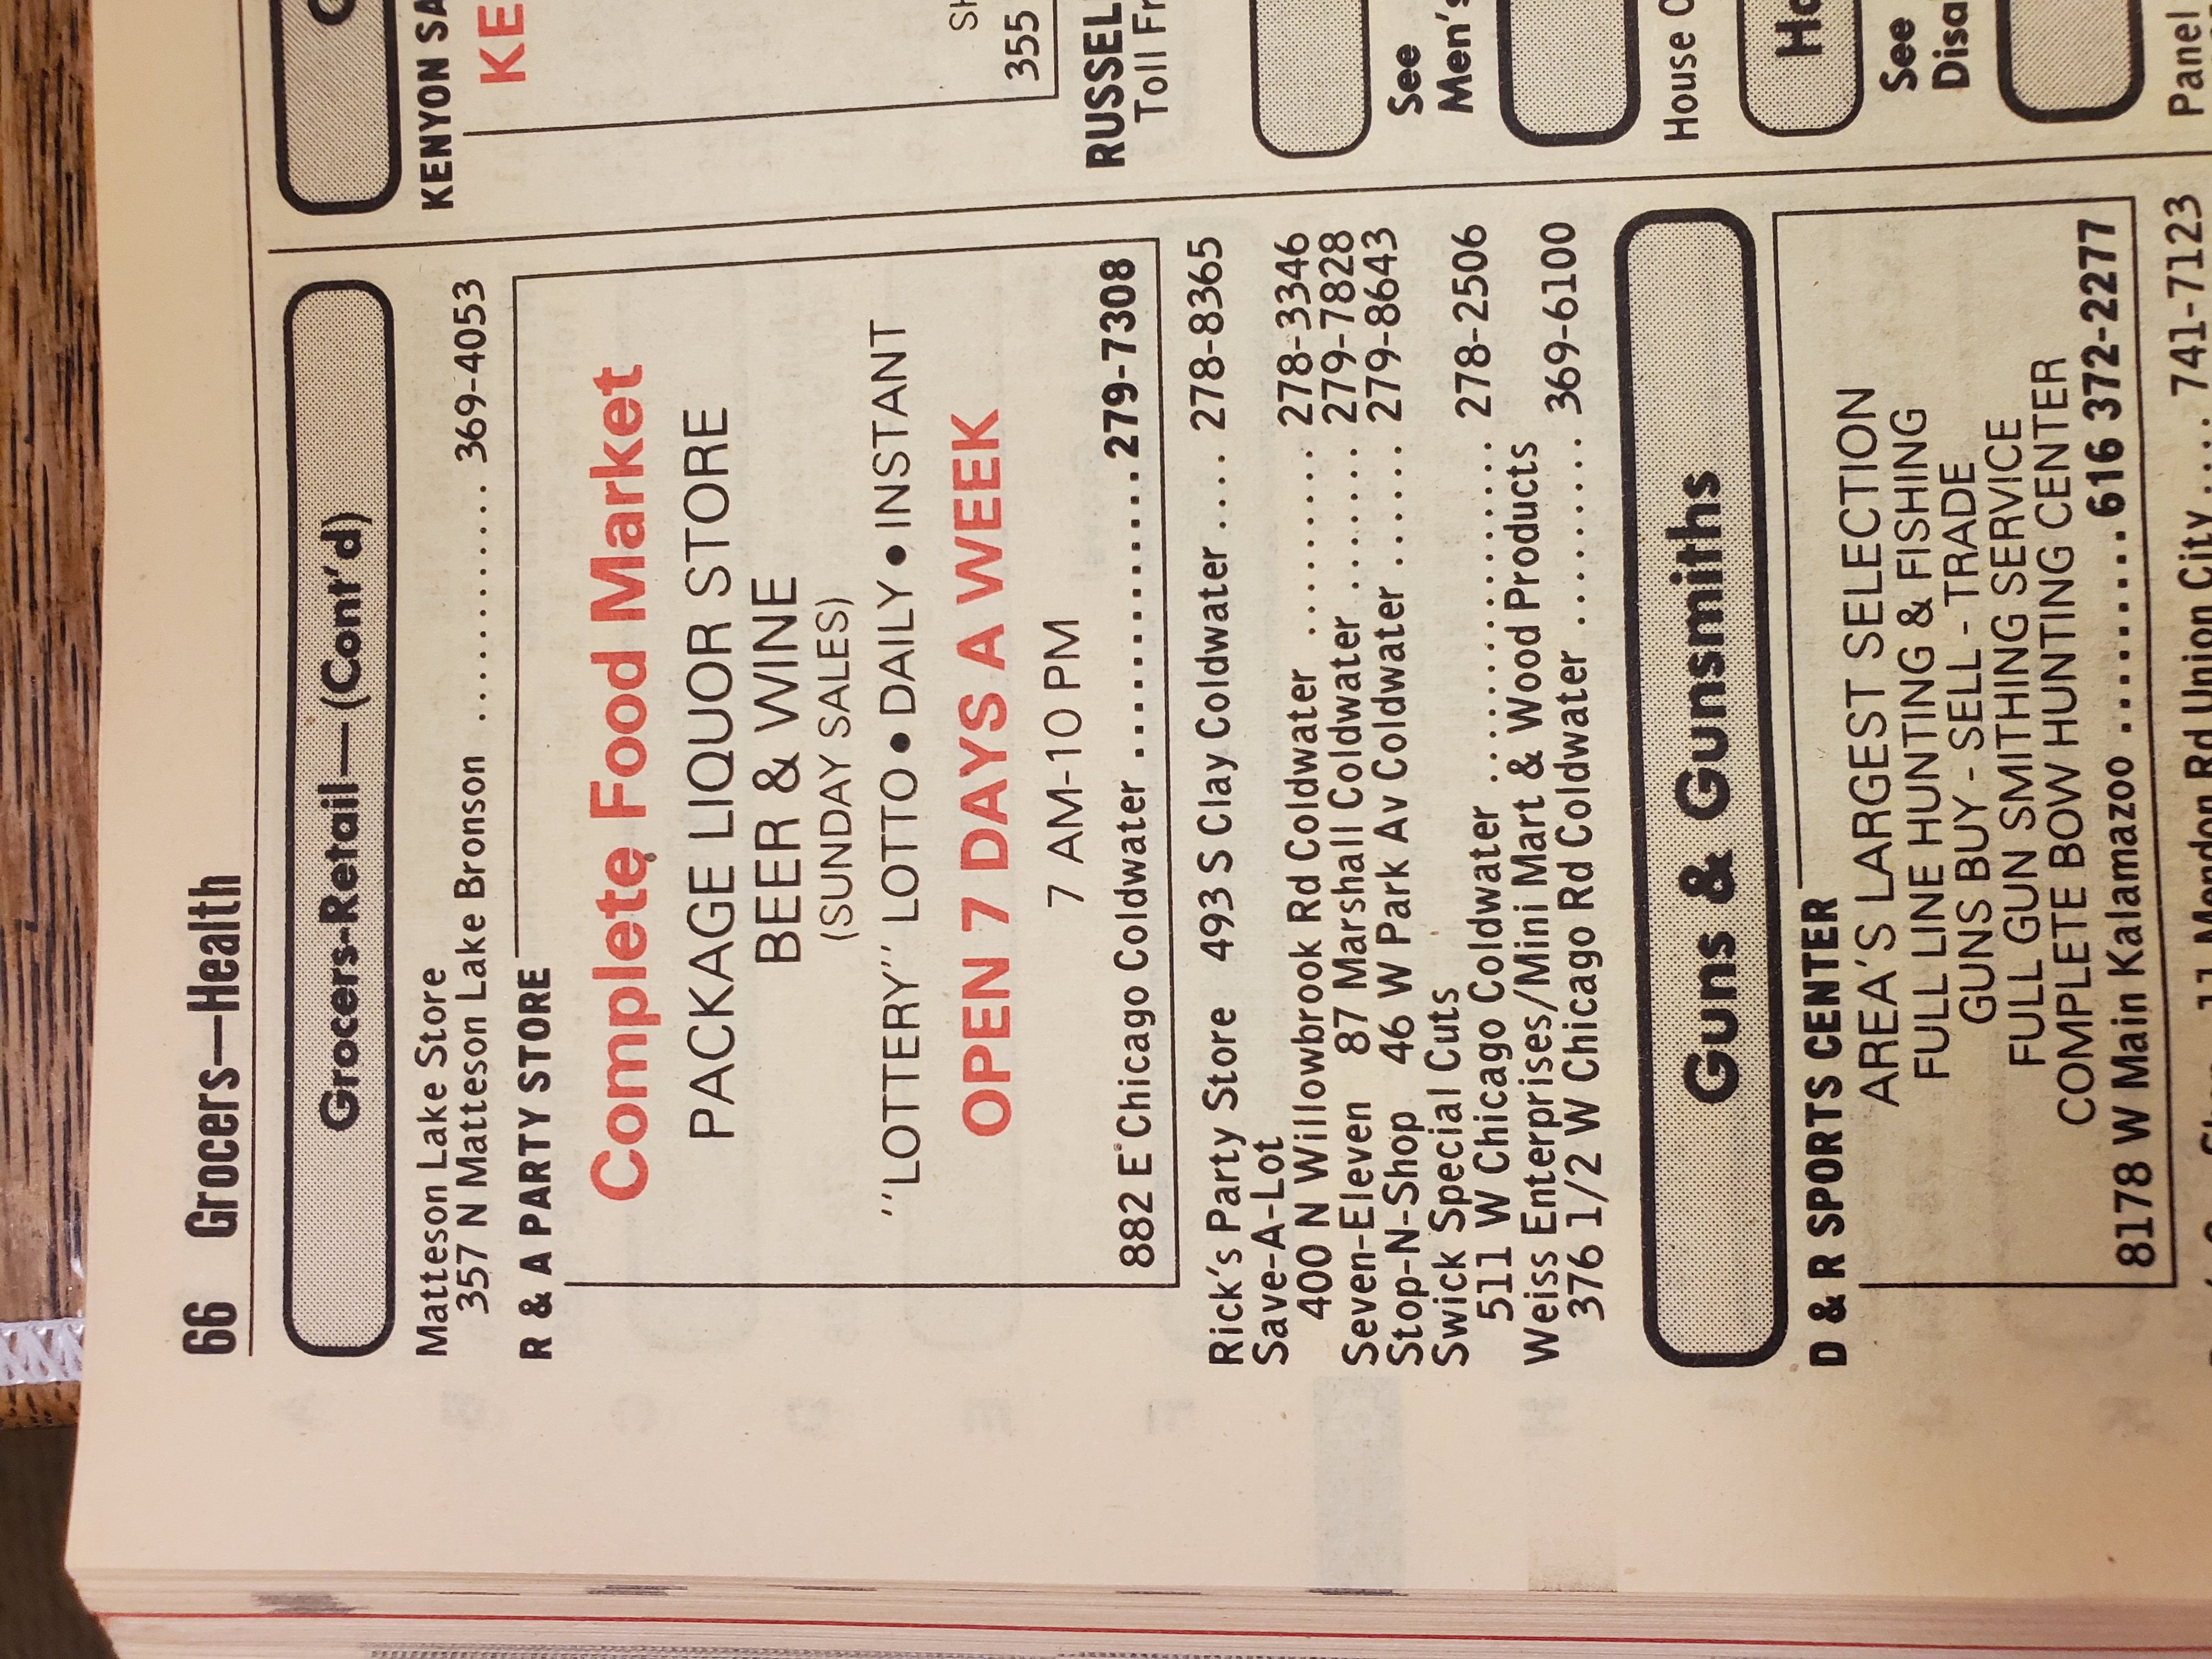 66 Grocers—Health
Grocers-Retail—(Cont'd)
Matteson Lake Store
357 N Matteson Lake Bronson ............. 369-4053
R & A PARTY STORE
Complete Food Market
PACKAGE LIQUOR STORE
BEER & WINE
(SUNDAY SALES)
"LOTTERY" LOTTO • DAILY • INSTANT
OPEN 7 DAYS A WEEK
7 AM-10 PM
882 E Chicago Coldwater ..............279-7308
Rick's Party Store 493 S Clay Coldwater .... 278-8365
Save-A-Lot
400 N Willowbrook Rd Coldwater ......... 278-3346
Seven-Eleven 87 Marshall Coldwater ....... 279-7828
Stop-N-Shop 46 W Park Av Coldwater ....... 279-8643
Swick Special Cuts
511 W Chicago Coldwater ................. 278-2506
Weiss Enterprises/Mini Mart & Wood Products
376 1/2 W Chicago Rd Coldwater .......... 369-6100
Guns & Gunsmiths
D & R SPORTS CENTER
AREA'S LARGEST SELECTION
FULL LINE HUNTING & FISHING
GUNS BUY - SELL - TRADE
FULL GUN SMITHING SERVICE
COMPLETE BOW HUNTING CENTER
8178 W Main Kalamazoo .........616 372-2277
Rd Union City .... 741-7123
KENYON
KE
355
Toll
See
Men's
House
See
Panel